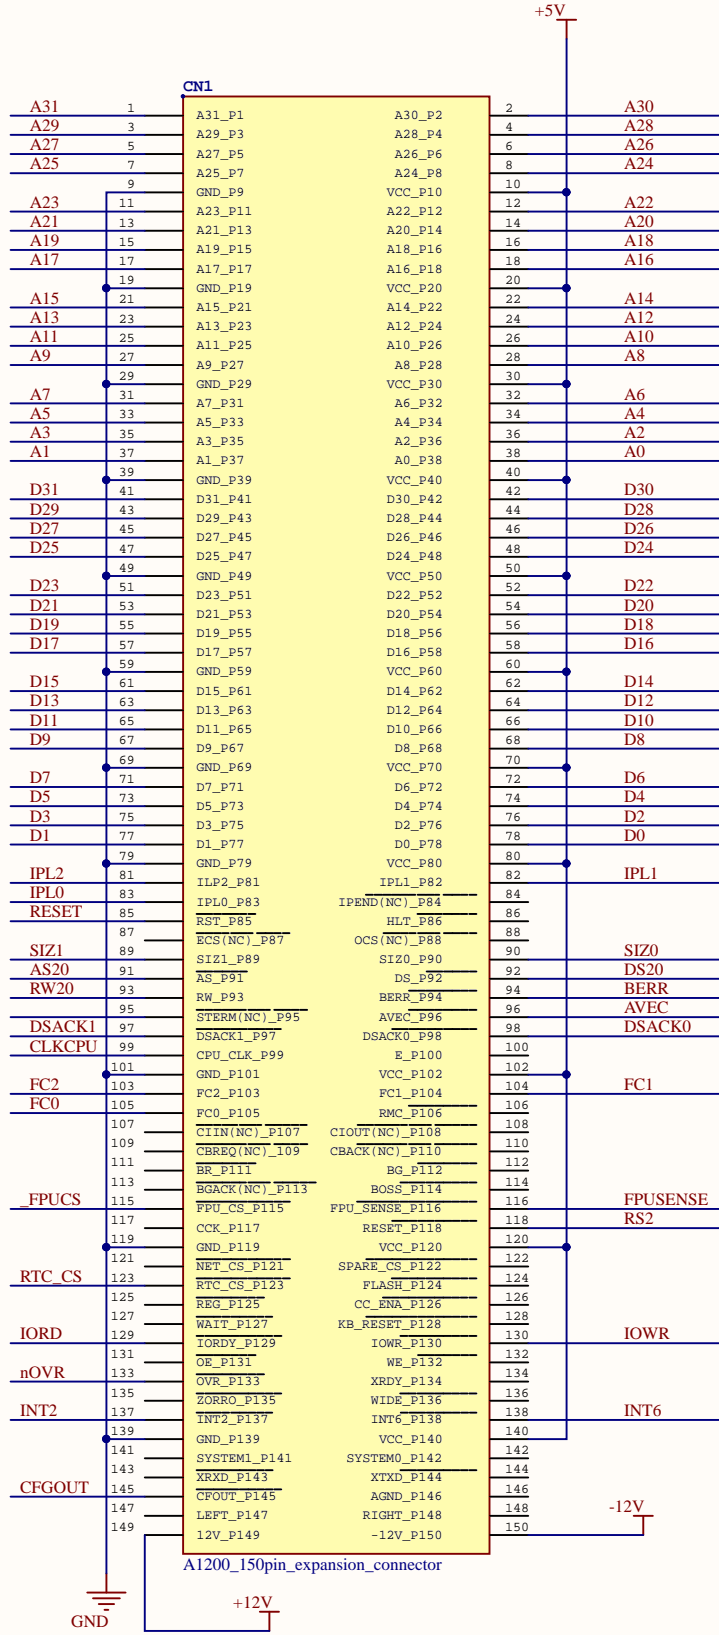 +5V
CN1
A31 1 A31_P1 A30_P2 2 A30
A29 3 A29_P3 A28_P4 4 A28
A27 5 A27_P5 A26_P6 6 A26
A25 7 A25_P7 A24_P8 8 A24
9 GND_P9 VCC_P10 10
A23 11 A23_P11 A22_P12 12 A22
A21 13 A21_P13 A20_P14 14 A20
A19 15 A19_P15 A18_P16 16 A18
A17 17 A17_P17 A16_P18 18 A16
19 GND_P19 VCC_P20 20
A15 21 A15_P21 A14_P22 22 A14
A13 23 A13_P23 A12_P24 24 A12
A11 25 A11_P25 A10_P26 26 A10
A9 27 A9_P27 A8_P28 28 A8
29 GND_P29 VCC_P30 30
A7 31 A7_P31 A6_P32 32 A6
A5 33 A5_P33 A4_P34 34 A4
A3 35 A3_P35 A2_P36 36 A2
A1 37 A1_P37 A0_P38 38 A0
39 GND_P39 VCC_P40 40
D31 41 D31_P41 D30_P42 42 D30
D29 43 D29_P43 D28_P44 44 D28
D27 45 D27_P45 D26_P46 46 D26
D25 47 D25_P47 D24_P48 48 D24
49 GND_P49 VCC_P50 50
D23 51 D23_P51 D22_P52 52 D22
D21 53 D21_P53 D20_P54 54 D20
D19 55 D19_P55 D18_P56 56 D18
D17 57 D17_P57 D16_P58 58 D16
59 GND_P59 VCC_P60 60
D15 61 D15_P61 D14_P62 62 D14
D13 63 D13_P63 D12_P64 64 D12
D11 65 D11_P65 D10_P66 66 D10
D9 67 D9_P67 D8_P68 68 D8
69 GND_P69 VCC_P70 70
D7 71 D7_P71 D6_P72 72 D6
D5 73 D5_P73 D4_P74 74 D4
D3 75 D3_P75 D2_P76 76 D2
D1 77 D1_P77 D0_P78 78 D0
79 GND_P79 VCC_P80 80
IPL2 81 ILP2_P81 IPL1_P82 82 IPL1
IPL0 83 IPL0_P83 IPEND(NC)_P84 84
RESET 85 RST_P85 HLT_P86 86
87 ECS(NC)_P87 OCS(NC)_P88 88
SIZ1 89 SIZ1_P89 SIZ0_P90 90 SIZ0
AS20 91 AS_P91 DS_P92 92 DS20
RW20 93 RW_P93 BERR_P94 94 BERR
95 STERM(NC)_P95 AVEC_P96 96 AVEC
DSACK1 97 DSACK1_P97 DSACK0_P98 98 DSACK0
CLKCPU 99 CPU_CLK_P99 E_P100 100
101 GND_P101 VCC_P102 102
FC2 103 FC2_P103 FC1_P104 104 FC1
FC0 105 FC0_P105 RMC_P106 106
107 CIIN(NC)_P107 CIOUT(NC)_P108 108
109 CBREQ(NC)_109 CBACK(NC)_P110 110
111 BR_P111 BG_P112 112
113 BGACK(NC)_P113 BOSS_P114 114
_FPUCS 115 FPU_CS_P115 FPU_SENSE_P116 116 FPUSENSE
117 CCK_P117 RESET_P118 118 RS2
119 GND_P119 VCC_P120 120
121 NET_CS_P121 SPARE_CS_P122 122
RTC_CS 123 RTC_CS_P123 FLASH_P124 124
125 REG_P125 CC_ENA_P126 126
127 WAIT_P127 KB_RESET_P128 128
IORD 129 IORDY_P129 IOWR_P130 130 IOWR
131 OE_P131 WE_P132 132
nOVR 133 OVR_P133 XRDY_P134 134
135 ZORRO_P135 WIDE_P136 136
INT2 137 INT2_P137 INT6_P138 138 INT6
139 GND_P139 VCC_P140 140
141 SYSTEM1_P141 SYSTEM0_P142 142
143 XRXD_P143 XTXD_P144 144
CFGOUT 145 CFOUT_P145 AGND_P146 146
147 LEFT_P147 RIGHT_P148 148
149 12V_P149 -12V_P150 150 -12V
A1200_150pin_expansion_connector
GND +12V